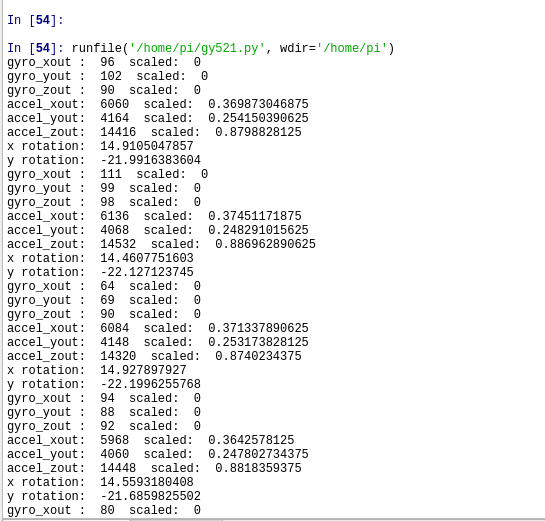 In [54]:
In [54]: runfile('/home/pi/gy521.py', wdir='/home/pi')
gyro_xout :  96  scaled:  0
gyro_yout :  102  scaled:  0
gyro_zout :  90  scaled:  0
accel_xout:  6060  scaled:  0.369873046875
accel_yout:  4164  scaled:  0.254150390625
accel_zout:  14416  scaled:  0.8798828125
x rotation:  14.9105047857
y rotation:  -21.9916383604
gyro_xout :  111  scaled:  0
gyro_yout :  99  scaled:  0
gyro_zout :  98  scaled:  0
accel_xout:  6136  scaled:  0.37451171875
accel_yout:  4068  scaled:  0.248291015625
accel_zout:  14532  scaled:  0.886962890625
x rotation:  14.4607751603
y rotation:  -22.127123745
gyro_xout :  64  scaled:  0
gyro_yout :  69  scaled:  0
gyro_zout :  90  scaled:  0
accel_xout:  6084  scaled:  0.371337890625
accel_yout:  4148  scaled:  0.253173828125
accel_zout:  14320  scaled:  0.8740234375
x rotation:  14.927897927
y rotation:  -22.1996255768
gyro_xout :  94  scaled:  0
gyro_yout :  88  scaled:  0
gyro_zout :  92  scaled:  0
accel_xout:  5968  scaled:  0.3642578125
accel_yout:  4060  scaled:  0.247802734375
accel_zout:  14448  scaled:  0.8818359375
x rotation:  14.5593180408
y rotation:  -21.6859825502
gyro_xout :  80  scaled:  0